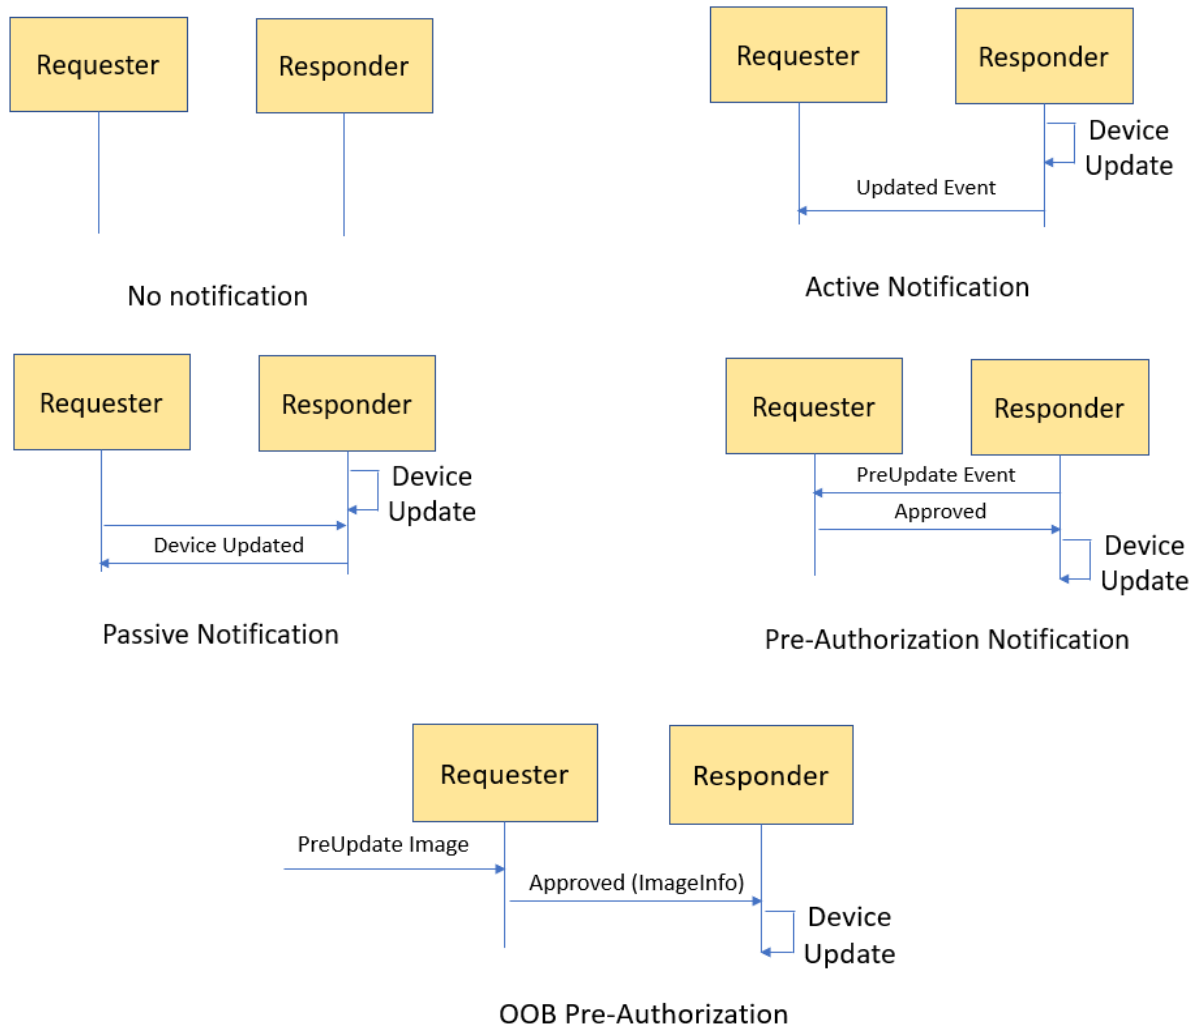 Requester
Responder
No notification
Requester
Responder
Device
Update
Updated Event
Active Notification
Requester
Responder
Device
Update
Device Updated
Passive Notification
Requester
Responder
PreUpdate Event
Approved
Device
Update
Pre-Authorization Notification
Requester
Responder
PreUpdate Image
Approved (ImageInfo)
Device
Update
OOB Pre-Authorization